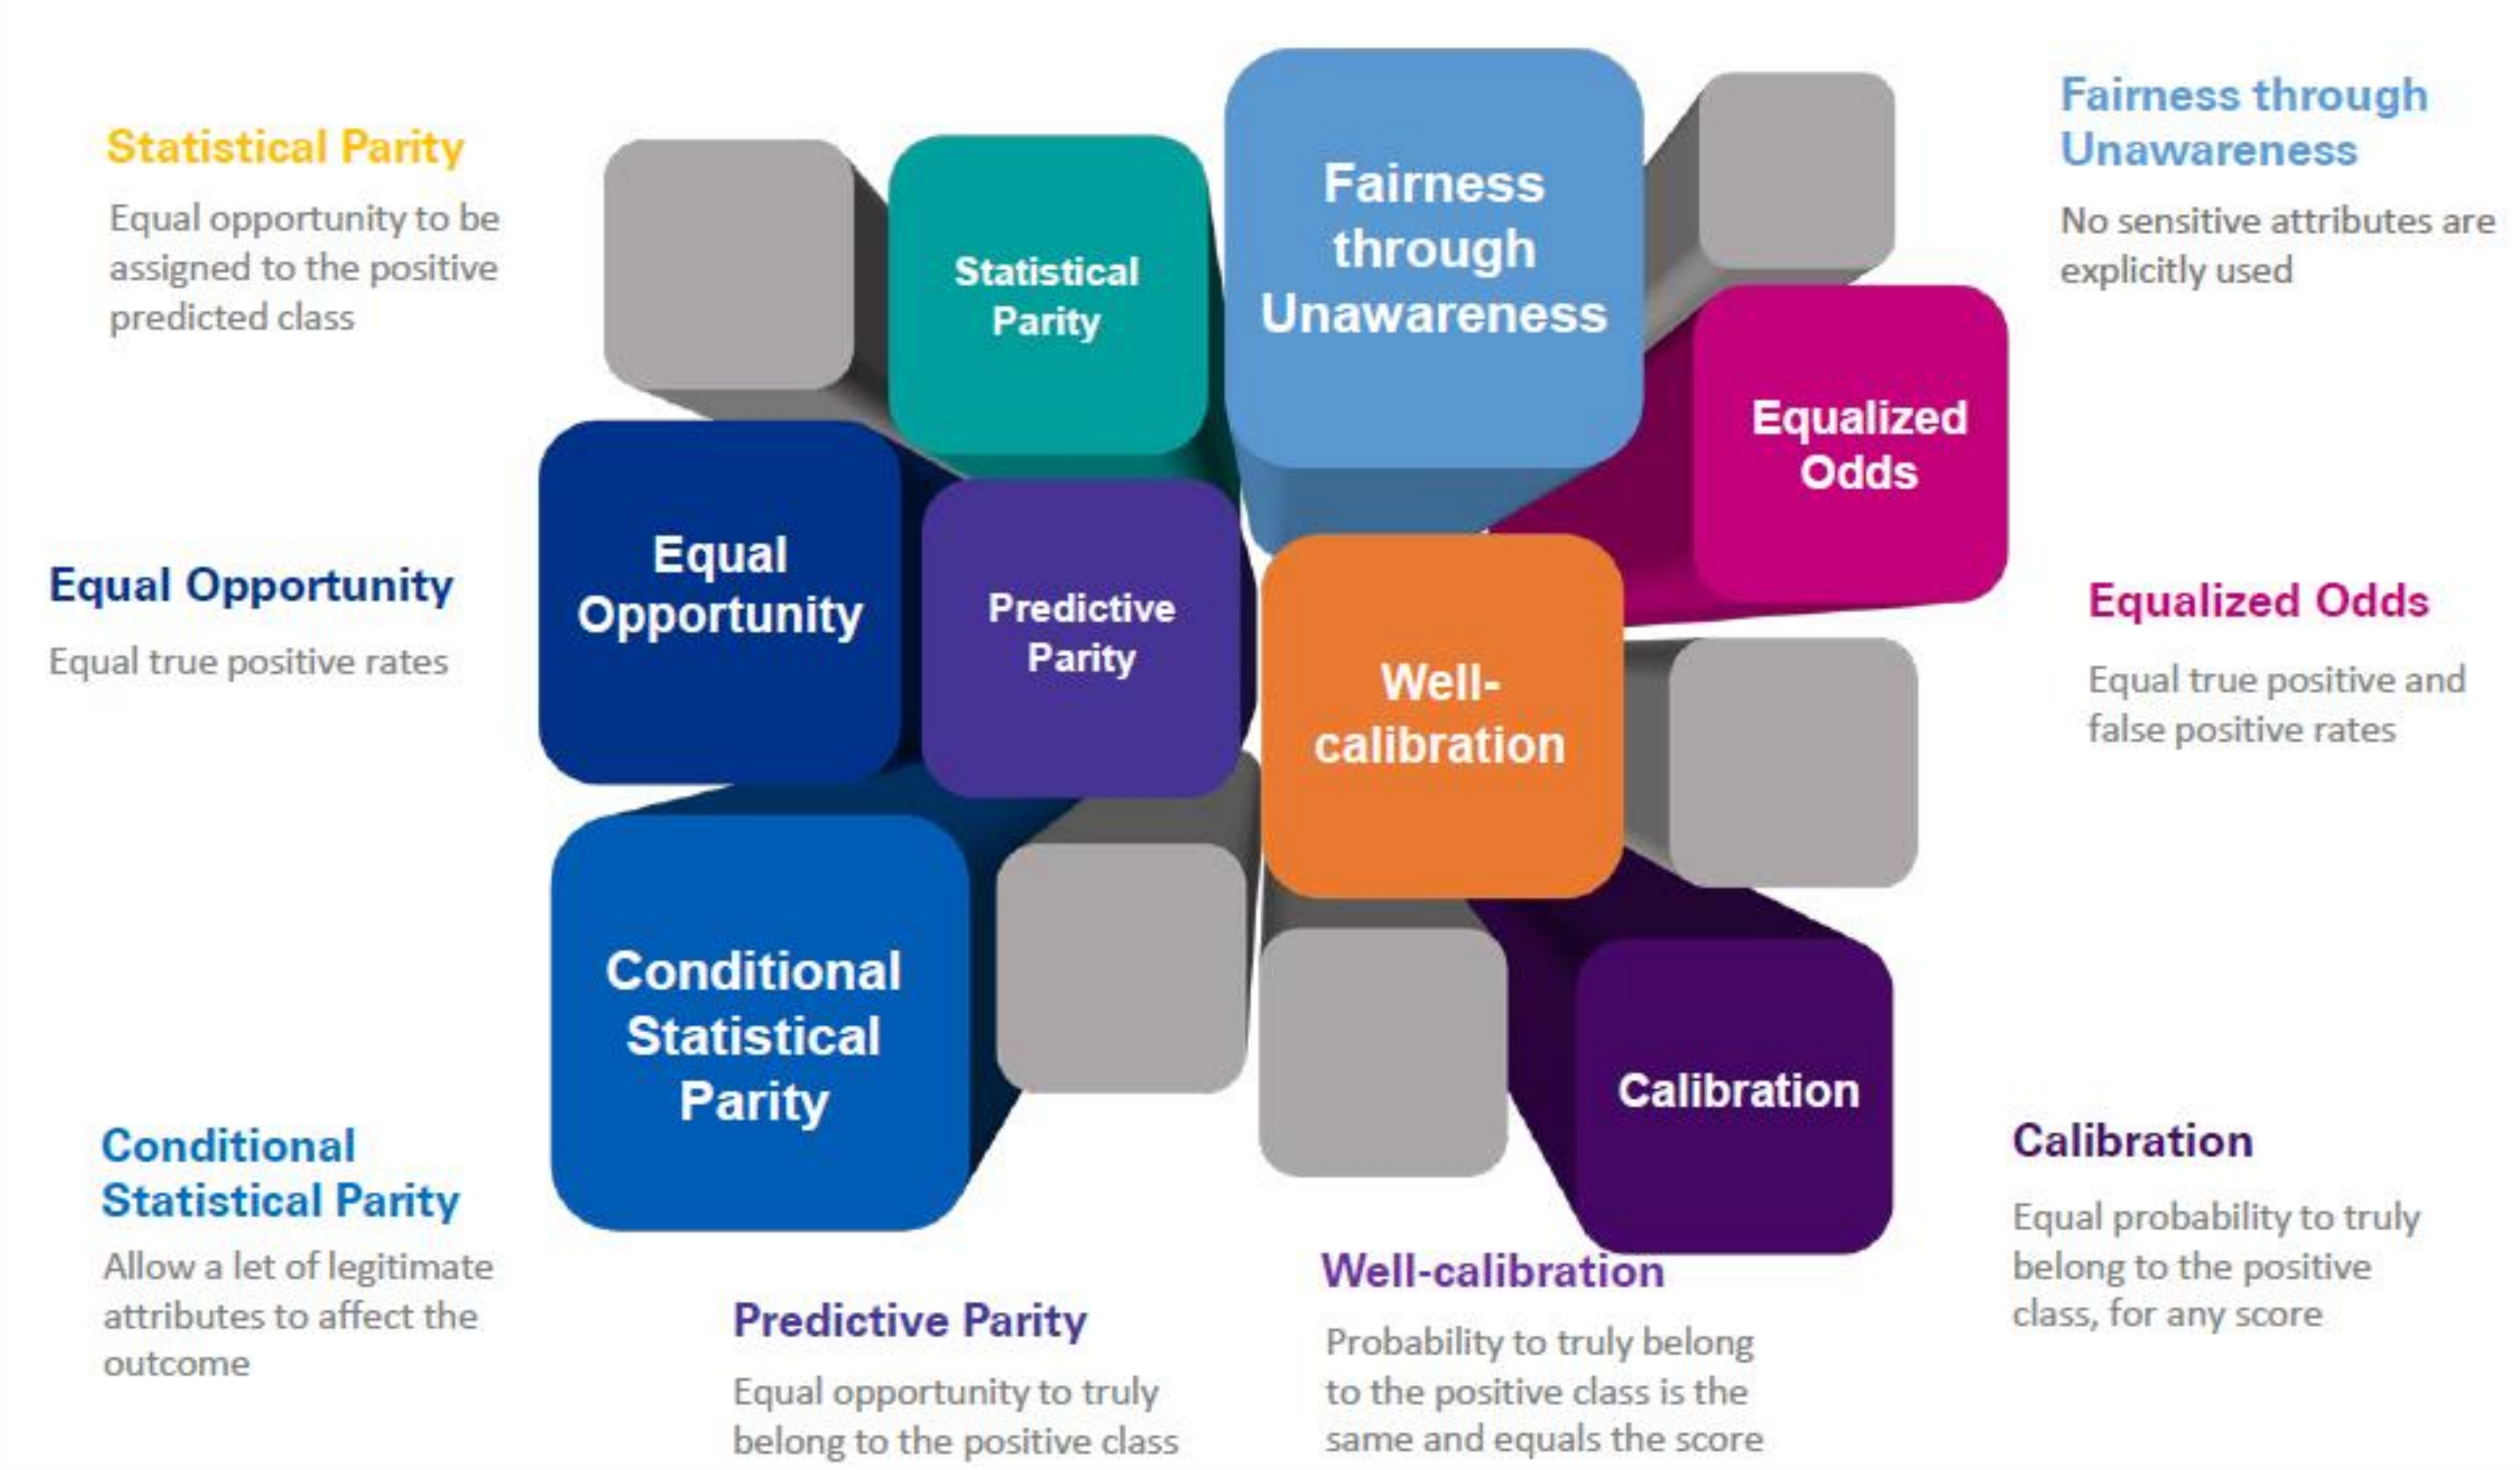 Statistical Parity
Equal opportunity to be
assigned to the positive
predicted class
Equal Opportunity
Equal true positive rates
Conditional
Statistical Parity
Allow a let of legitimate
attributes to affect the
outcome
Statistical
Parity
Fairness
through
Unawareness
Equalized
Odds
Equal
Opportunity
Predictive
Parity
Well-
calibration
Conditional
Statistical
Parity
Calibration
Predictive Parity
Equal opportunity to truly
belong to the positive class
Well-calibration
Probability to truly belong
to the positive class is the
same and equals the score
Fairness through
Unawareness
No sensitive attributes are
explicitly used
Equalized Odds
Equal true positive and
false positive rates
Calibration
Equal probability to truly
belong to the positive
class, for any score